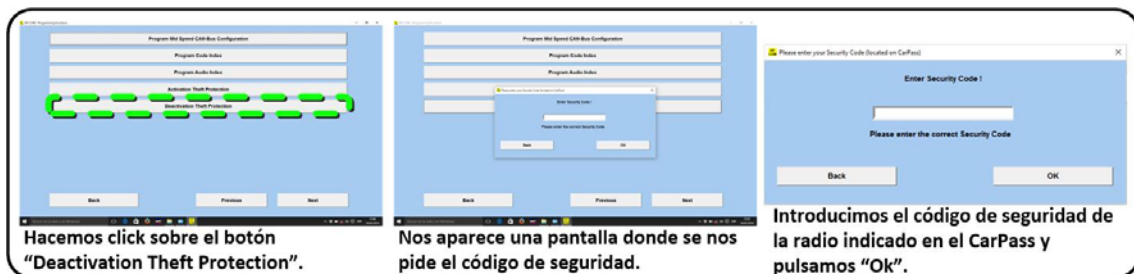 Program Mid Speed CAN-Bus Configuration
Program Code Index
Program Audio Index
Activation Theft Protection
Deactivation Theft Protection
Back
Previous
Next
Hacemos click sobre el botón
“Deactivation Theft Protection”.
Program Mid Speed CAN-Bus Configuration
Program Code Index
Program Audio Index
Enter Security Code !
Please enter the correct Security Code
Back
OK
Back
Previous
Next
Nos aparece una pantalla donde se nos
pide el código de seguridad.
Please enter your Security Code (located on CarPass)
Enter Security Code !
Please enter the correct Security Code
Back
OK
Introducimos el código de seguridad de
la radio indicado en el CarPass y
pulsamos “Ok”.